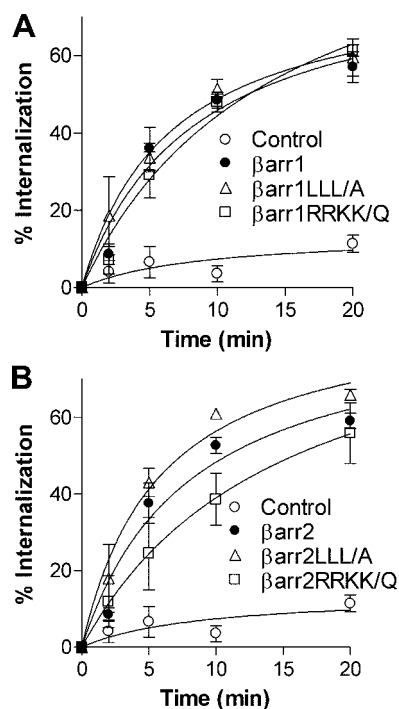 A
% Internalization
60
40
20
0
Control
βarr1
βarr1LLL/A
βarr1RRKK/Q
0 5 10 15 20
Time (min)
B
% Internalization
60
40
20
0
Control
βarr2
βarr2LLL/A
βarr2RRKK/Q
0 5 10 15 20
Time (min)